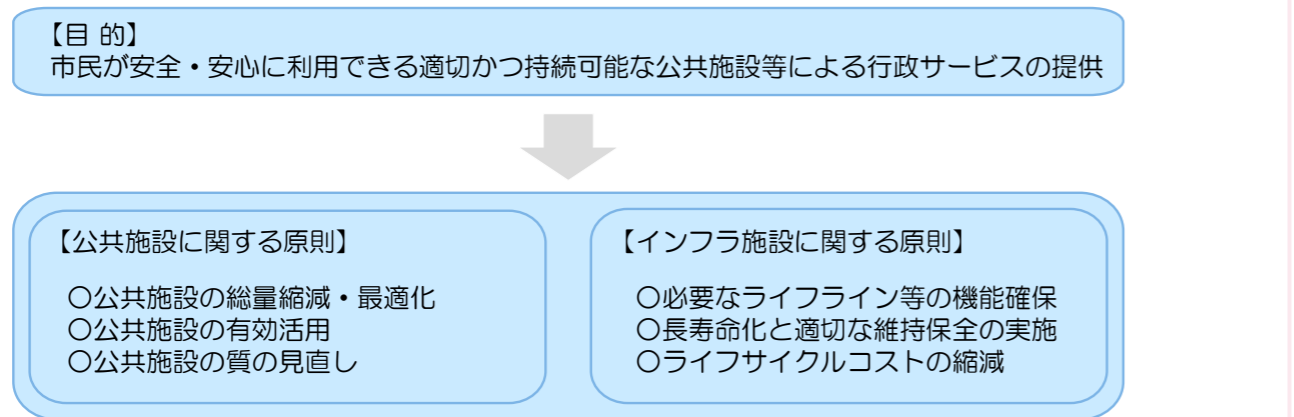 【目 的】
市民が安全・安心に利用できる適切かつ持続可能な公共施設等による行政サービスの提供
【公共施設に関する原則】
〇公共施設の総量縮減・最適化
〇公共施設の有効活用
〇公共施設の質の見直し
【インフラ施設に関する原則】
〇必要なライフライン等の機能確保
〇長寿命化と適切な維持保全の実施
〇ライフサイクルコストの縮減